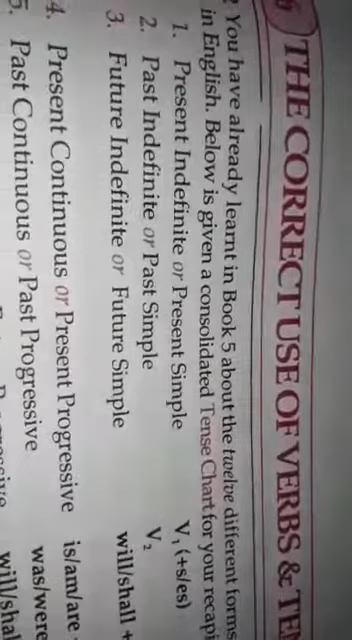 THE CORRECT USE OF VERBS &
You have already learnt in Book 5 about the twelve different
in English. Below is given a consolidated Tense Chart for your
1. Present Indefinite or Present Simple V₁ (+s/es)
2. Past Indefinite or Past Simple V₂
3. Future Indefinite or Future Simple will/shall +
4. Present Continuous or Present Progressive is/am/are
5. Past Continuous or Past Progressive was/were